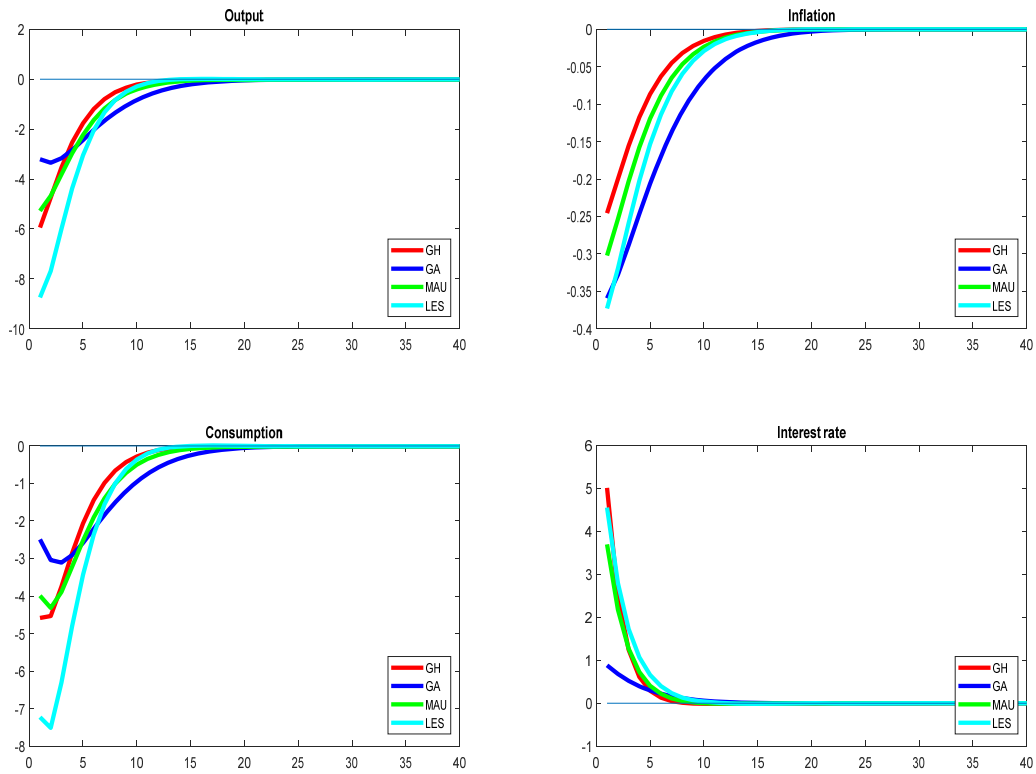 Output
2
0
-2
-4
-6
-8
-10
0 5 10 15 20 25 30 35 40
GH
GA
MAU
LES
Inflation
0
-0.05
-0.1
-0.15
-0.2
-0.25
-0.3
-0.35
-0.4
0 5 10 15 20 25 30 35 40
GH
GA
MAU
LES
Consumption
0
-1
-2
-3
-4
-5
-6
-7
-8
0 5 10 15 20 25 30 35 40
GH
GA
MAU
LES
Interest rate
6
5
4
3
2
1
0
-1
0 5 10 15 20 25 30 35 40
GH
GA
MAU
LES